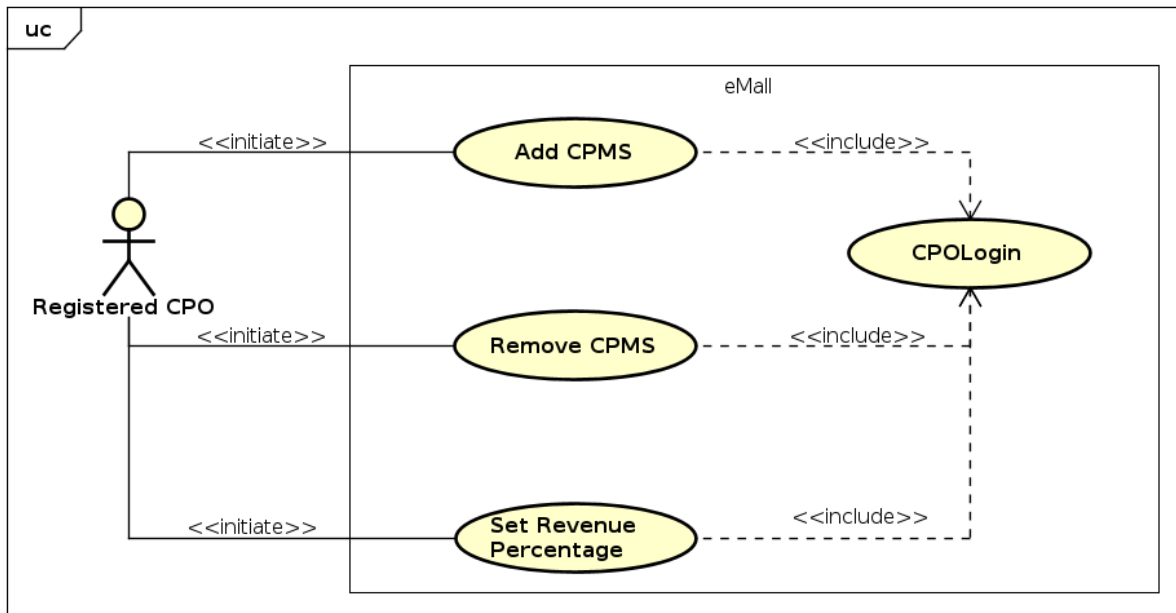 uc
eMall
<<initiate>>
Add CPMS
<<include>>
CPOLogin
Registered CPO
<<initiate>>
Remove CPMS
<<include>>
<<initiate>>
Set Revenue
Percentage
<<include>>